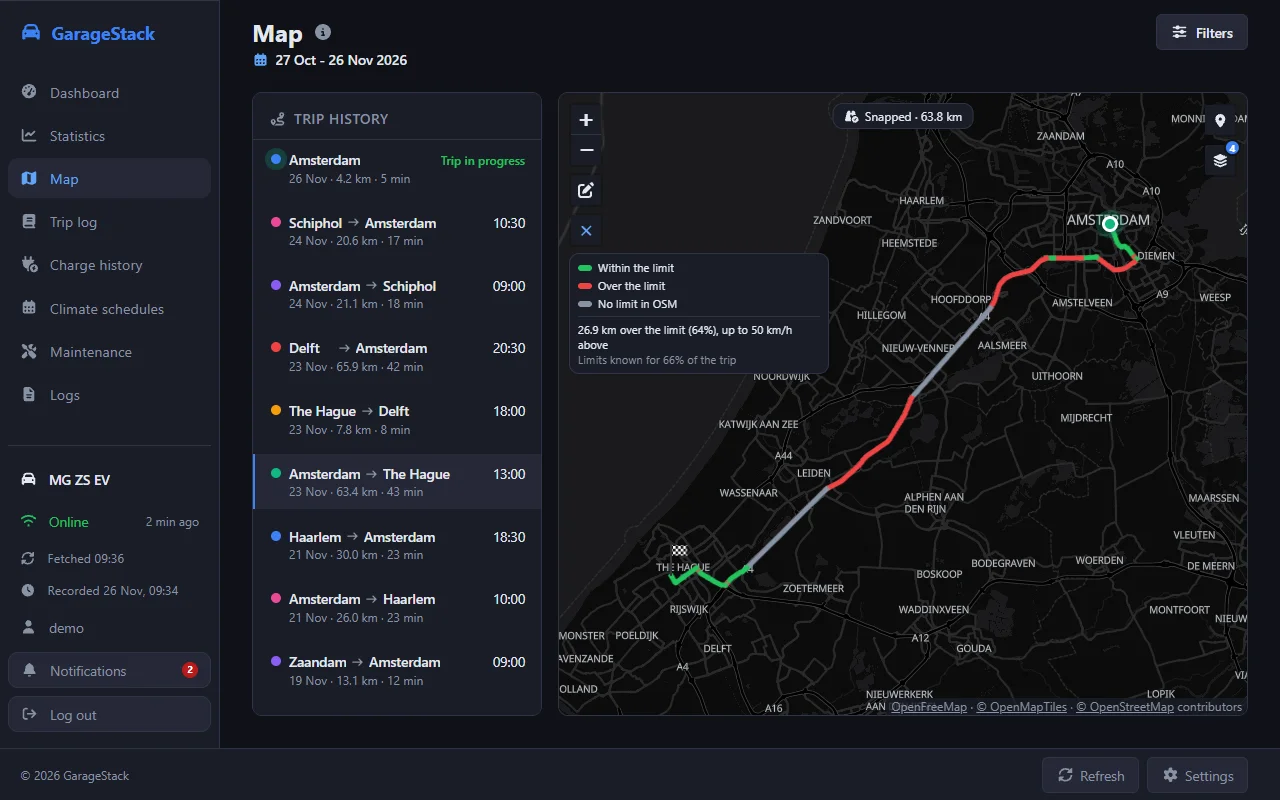 GarageStack
Dashboard
Statistics
Map
Trip log
Charge history
Climate schedules
Maintenance
Logs
MG ZS EV
Online 2 min ago
Fetched 09:36
Recorded 26 Nov, 09:34
demo
Notifications 2
Log out
Map
27 Oct - 26 Nov 2026
Filters
TRIP HISTORY
Amsterdam Trip in progress
26 Nov · 4.2 km · 5 min
Schiphol → Amsterdam 10:30
24 Nov · 20.6 km · 17 min
Amsterdam → Schiphol 09:00
24 Nov · 21.1 km · 18 min
Delft → Amsterdam 20:30
23 Nov · 65.9 km · 42 min
The Hague → Delft 18:00
23 Nov · 7.8 km · 8 min
Amsterdam → The Hague 13:00
23 Nov · 63.4 km · 43 min
Haarlem → Amsterdam 18:30
21 Nov · 30.0 km · 23 min
Amsterdam → Haarlem 10:00
21 Nov · 26.0 km · 23 min
Zaandam → Amsterdam 09:00
19 Nov · 13.1 km · 12 min
Snapped · 63.8 km
4
Within the limit
Over the limit
No limit in OSM
26.9 km over the limit (64%), up to 50 km/h
above
Limits known for 66% of the trip
A7
ZAANDAM
A10
A10
HAARLEM
ZANDVOORT
AMSTERDAM
HEEMSTEDE
DIEMEN
HOOFDDORP
A9
WEESP
AMSTELVEEN
HILLEGOM
A4
NIEUW-VENNEP
AALSMEER
NOORDWIJK
UITHOORN
MIJDRECHT
KATWIJK AAN ZEE
A44
LEIDEN
WASSENAAR
ALPHEN AAN
DEN RIJN
MAARSSEN
VLEUTEN
THE HAGUE
A4
BODEGRAVEN
WOERDEN
DE MEERN
BOSKOOP
ZOETERMEER
RIJSWIJK
WADDINXVEEN
MONTFOORT
NIEUW
MONSTER
POELDIJK
A12
DELFT
GOUDA
AVENZANDE
A4
OLLAND
NIEUWERKERK
AAN
LOPIK
A16
OpenFreeMap · © OpenMapTiles · © OpenStreetMap contributors
© 2026 GarageStack
Refresh
Settings